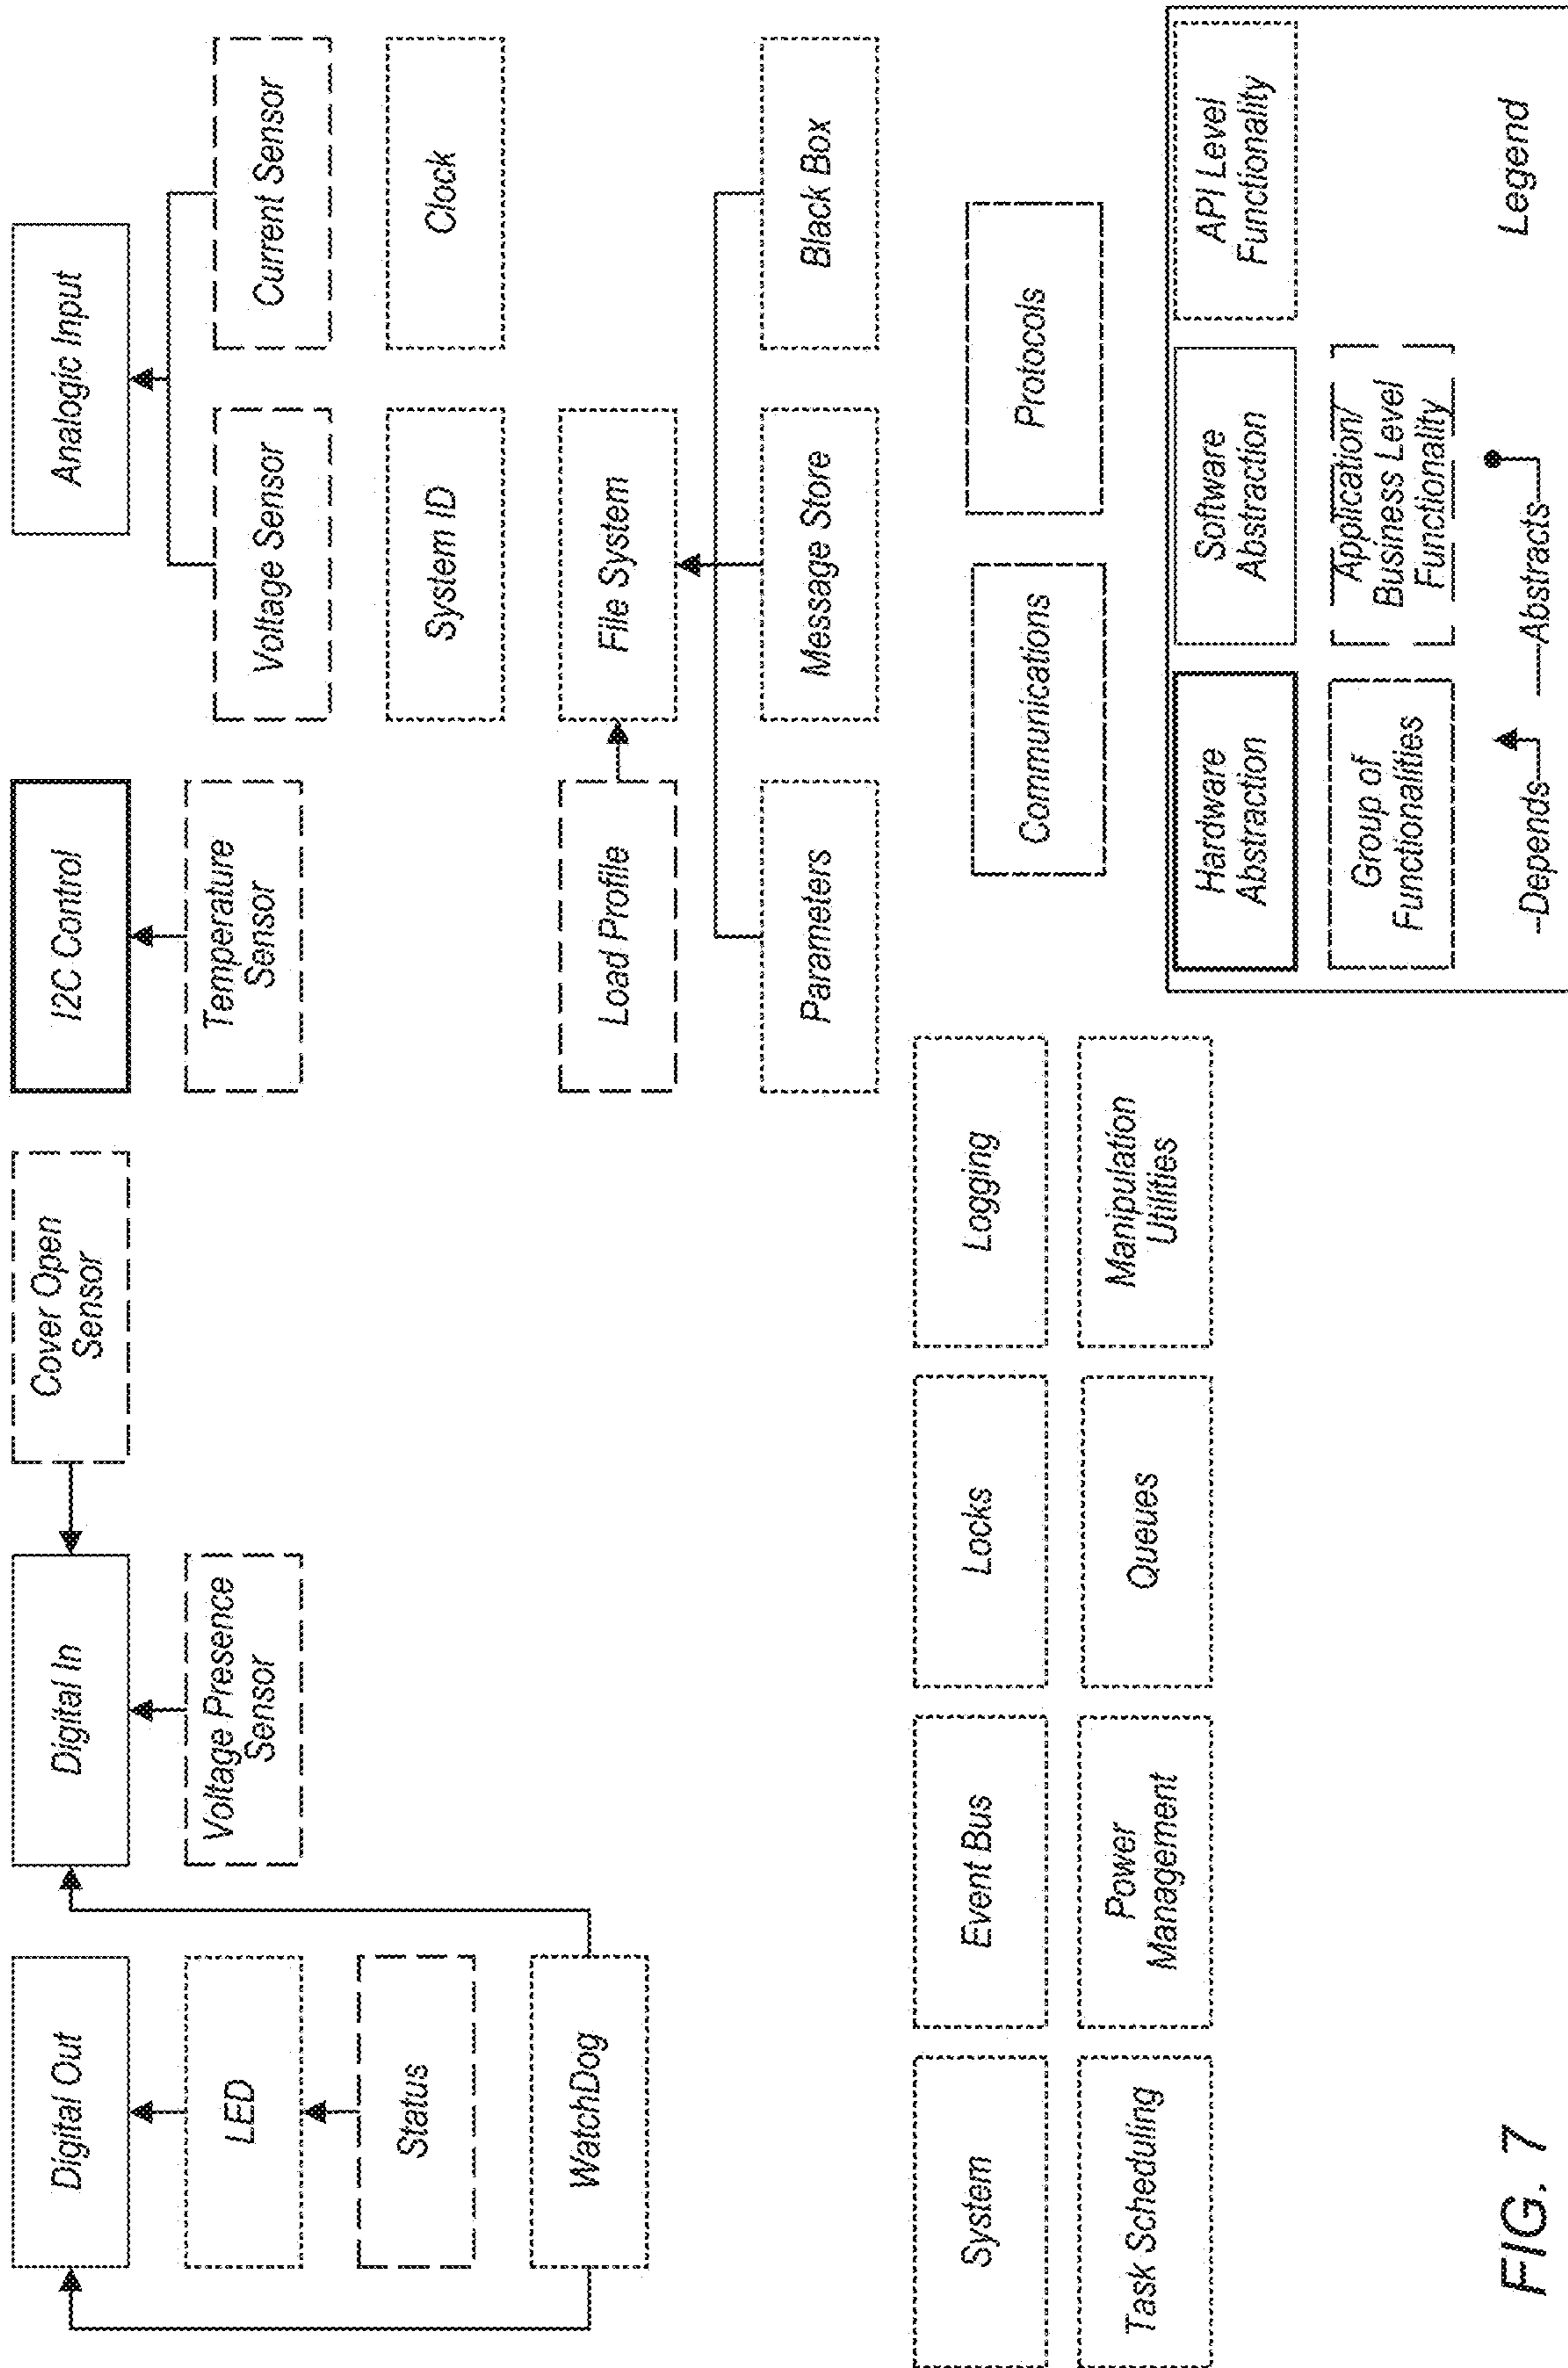 Digital Out
LED
Status
WatchDog
Digital In
Voltage Presence
Sensor
Cover Open
Sensor
I2C Control
Temperature
Sensor
Analogic Input
Voltage Sensor
Current Sensor
System ID
Clock
Load Profile
File System
Parameters
Message Store
Black Box
System
Event Bus
Locks
Logging
Task Scheduling
Power
Management
Queues
Manipulation
Utilities
Communications
Protocols
Hardware
Abstraction
Software
Abstraction
API Level
Functionality
Group of
Functionalities
Application/
Business Level
Functionality
Depends
Abstracts
Legend
FIG. 7